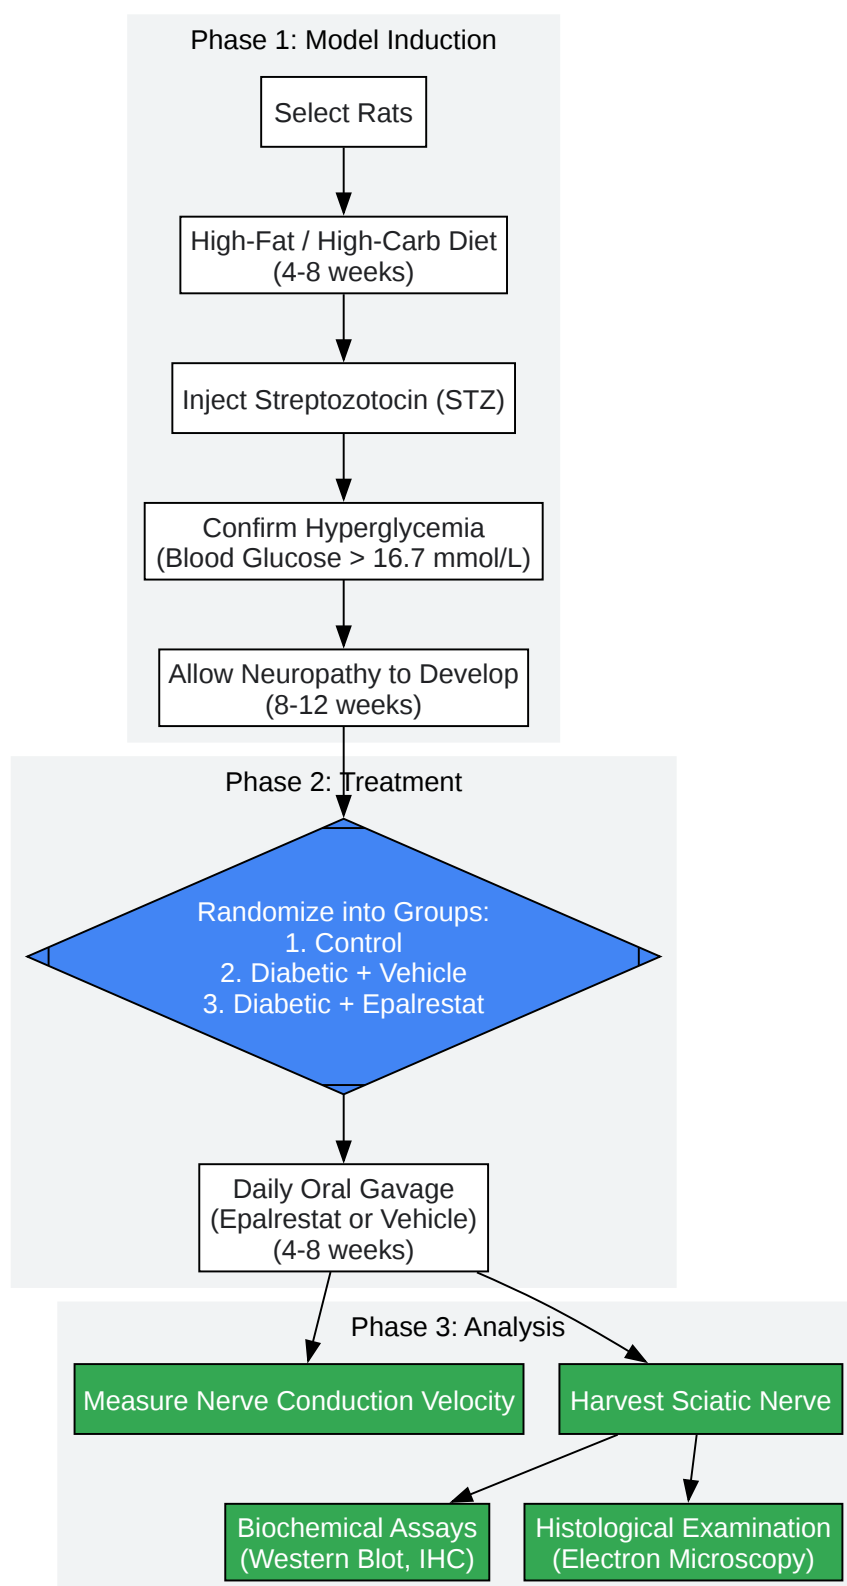 Phase 1: Model Induction
Select Rats
High-Fat / High-Carb Diet
(4-8 weeks)
Inject Streptozotocin (STZ)
Confirm Hyperglycemia
(Blood Glucose > 16.7 mmol/L)
Allow Neuropathy to Develop
(8-12 weeks)
Phase 2: Treatment
Randomize into Groups:
1. Control
2. Diabetic + Vehicle
3. Diabetic + Epalrestat
Daily Oral Gavage
(Epalrestat or Vehicle)
(4-8 weeks)
Phase 3: Analysis
Measure Nerve Conduction Velocity
Harvest Sciatic Nerve
Biochemical Assays
(Western Blot, IHC)
Histological Examination
(Electron Microscopy)